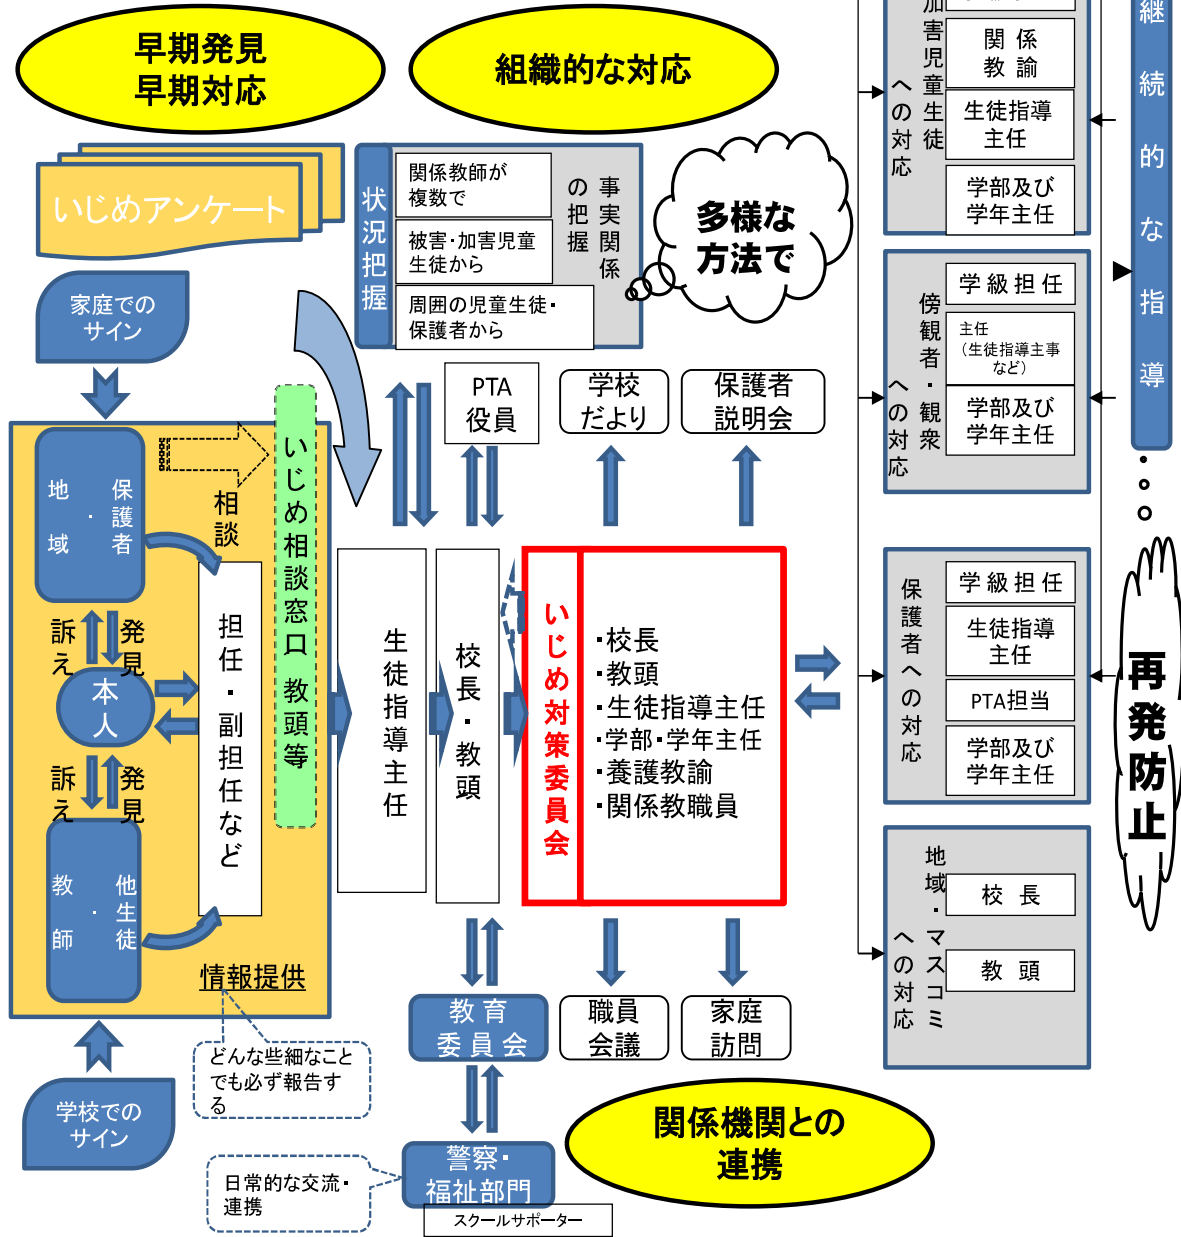 早期発見
早期対応
組織的な対応
いじめアンケート
家庭での
サイン
状況把握
関係教師が
複数で
被害・加害児童
生徒から
周囲の児童生徒・
保護者から
事実関係
の把握
多様な
方法で
PTA
役員
学校
だより
保護者
説明会
保護者
・
地域
相談
訴え
発見
本人
訴え
発見
他生徒
・
教師
担任・副担任など
いじめ相談窓口 教頭等
情報提供
どんな些細なこと
でも必ず報告す
る
学校での
サイン
生徒指導主任
校長・教頭
いじめ対策委員会
・校長
・教頭
・生徒指導主任
・学部・学年主任
・養護教諭
・関係教職員
教育
委員会
職員
会議
家庭
訪問
警察・
福祉部門
スクールサポーター
日常的な交流・
連携
関係機関との
連携
加害児童生徒
への対応
関係
教諭
生徒指導
主任
学部及び
学年主任
傍観者・観衆
への対応
学級担任
主任
（生徒指導主事
など）
学部及び
学年主任
保護者への対応
学級担任
生徒指導
主任
PTA担当
学部及び
学年主任
地域・マスコミ
への対応
校長
教頭
継続的な指導
再発防止